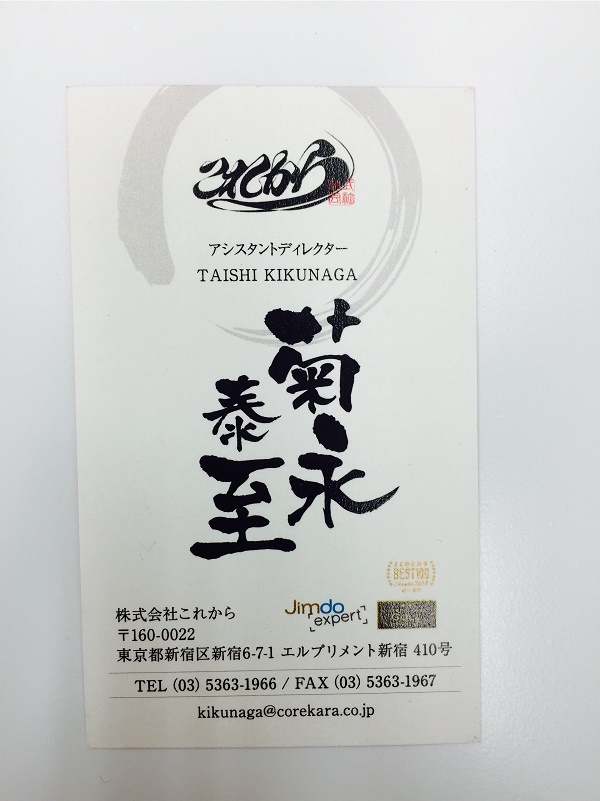 これから
アシスタントディレクター
TAISHI KIKUNAGA
菊永
泰至
BEST100
Jimdo
expert
株式会社これから
〒160-0022
東京都新宿区新宿6-7-1 エルプリメント新宿 410号
TEL (03) 5363-1966 / FAX (03) 5363-1967
kikunaga@corekara.co.jp